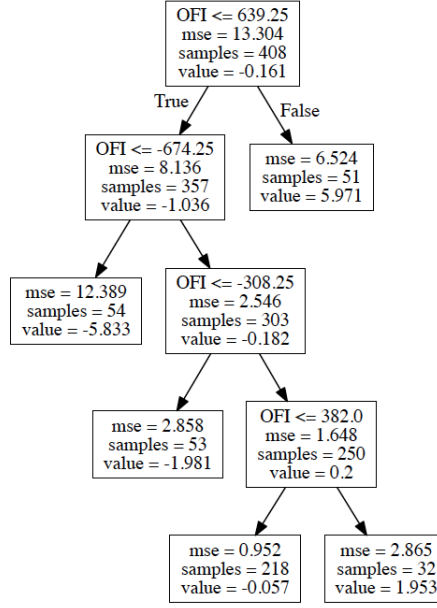 OFI <= 639.25
mse = 13.304
samples = 408
value = -0.161
True
False
OFI <= -674.25
mse = 8.136
samples = 357
value = -1.036
mse = 6.524
samples = 51
value = 5.971
mse = 12.389
samples = 54
value = -5.833
OFI <= -308.25
mse = 2.546
samples = 303
value = -0.182
mse = 2.858
samples = 53
value = -1.981
OFI <= 382.0
mse = 1.648
samples = 250
value = 0.2
mse = 0.952
samples = 218
value = -0.057
mse = 2.865
samples = 32
value = 1.953